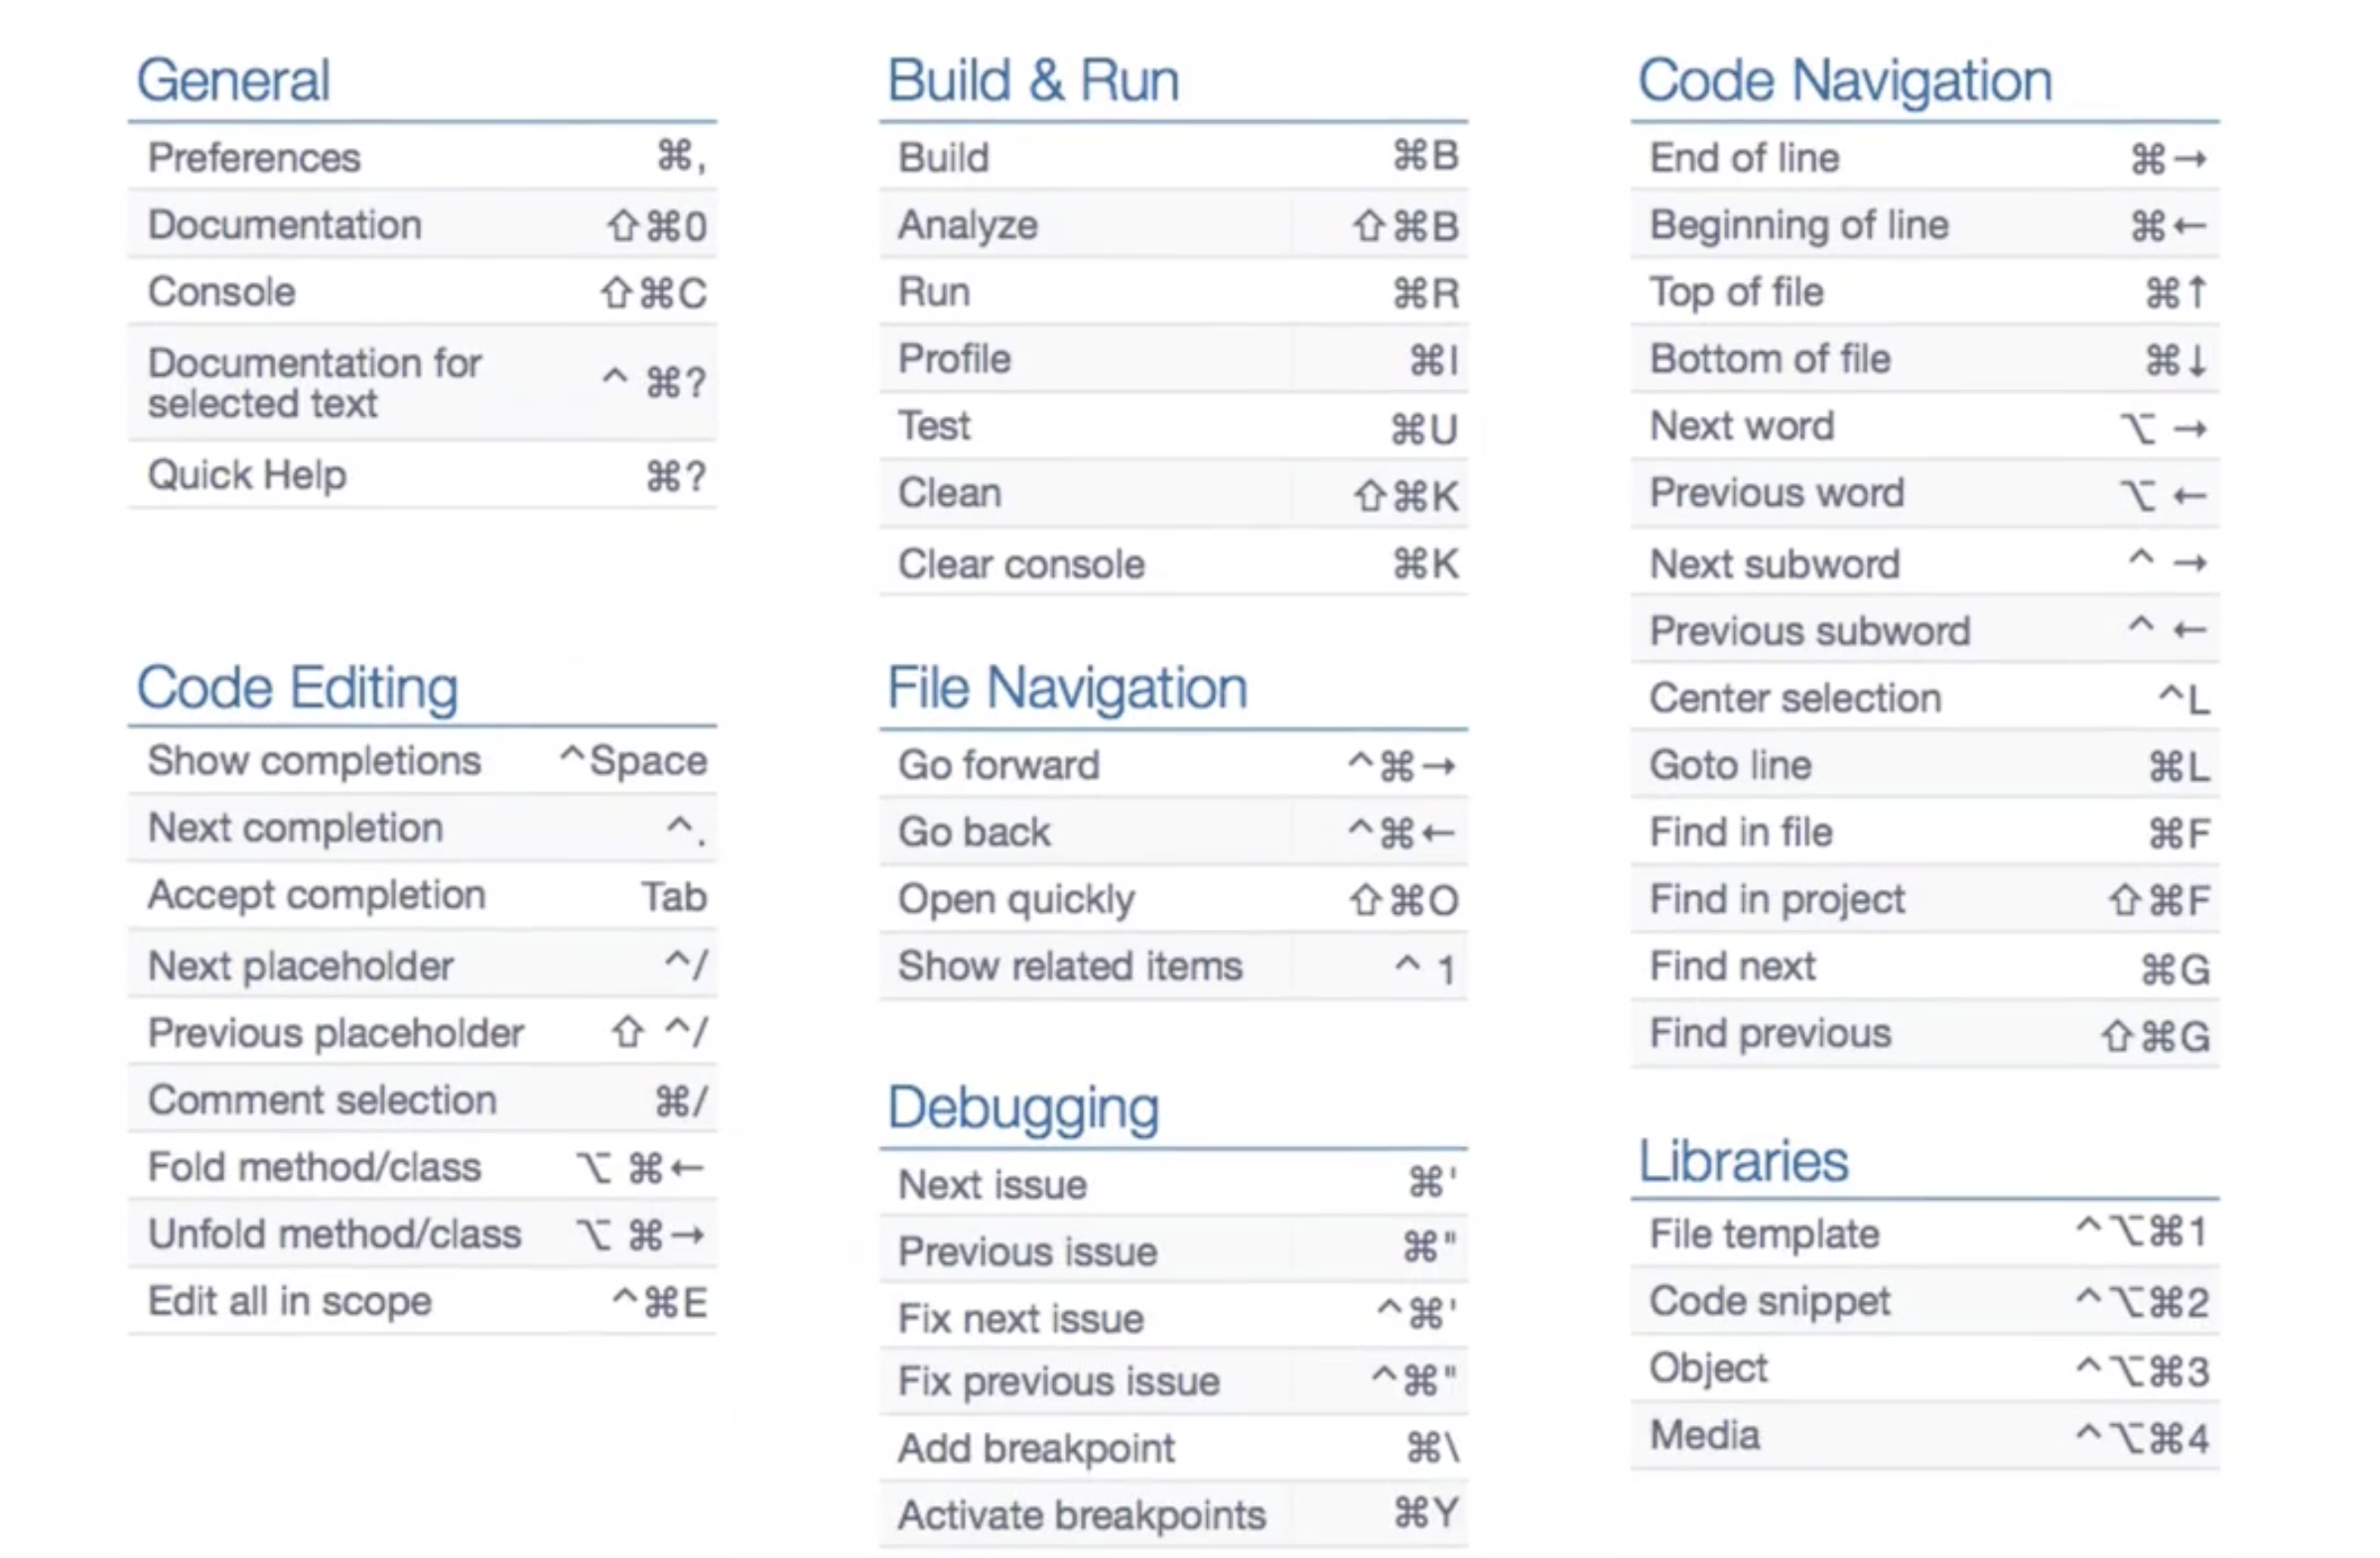 General
Preferences ⌘,
Documentation ⇧⌘0
Console ⇧⌘C
Documentation for
selected text ^ ⌘?
Quick Help ⌘?
Code Editing
Show completions ^Space
Next completion ^.
Accept completion Tab
Next placeholder ^/
Previous placeholder ⇧ ^/
Comment selection ⌘/
Fold method/class ⌥ ⌘←
Unfold method/class ⌥ ⌘→
Edit all in scope ^⌘E
Build & Run
Build ⌘B
Analyze ⇧⌘B
Run ⌘R
Profile ⌘I
Test ⌘U
Clean ⇧⌘K
Clear console ⌘K
File Navigation
Go forward ^⌘→
Go back ^⌘←
Open quickly ⇧⌘O
Show related items ^ 1
Debugging
Next issue ⌘'
Previous issue ⌘"
Fix next issue ^⌘'
Fix previous issue ^⌘"
Add breakpoint ⌘\
Activate breakpoints ⌘Y
Code Navigation
End of line ⌘→
Beginning of line ⌘←
Top of file ⌘↑
Bottom of file ⌘↓
Next word ⌥ →
Previous word ⌥ ←
Next subword ^ →
Previous subword ^ ←
Center selection ^L
Goto line ⌘L
Find in file ⌘F
Find in project ⇧⌘F
Find next ⌘G
Find previous ⇧⌘G
Libraries
File template ^⌥⌘1
Code snippet ^⌥⌘2
Object ^⌥⌘3
Media ^⌥⌘4